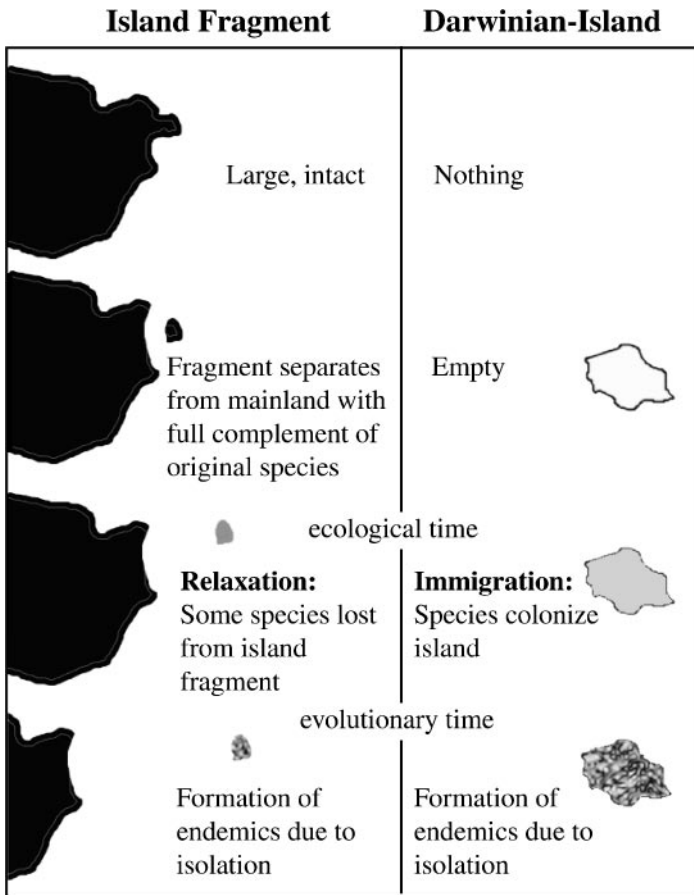 Island Fragment
Darwinian-Island
Large, intact
Nothing
Fragment separates
from mainland with
full complement of
original species
Empty
ecological time
Relaxation:
Some species lost
from island
fragment
Immigration:
Species colonize
island
evolutionary time
Formation of
endemics due to
isolation
Formation of
endemics due to
isolation